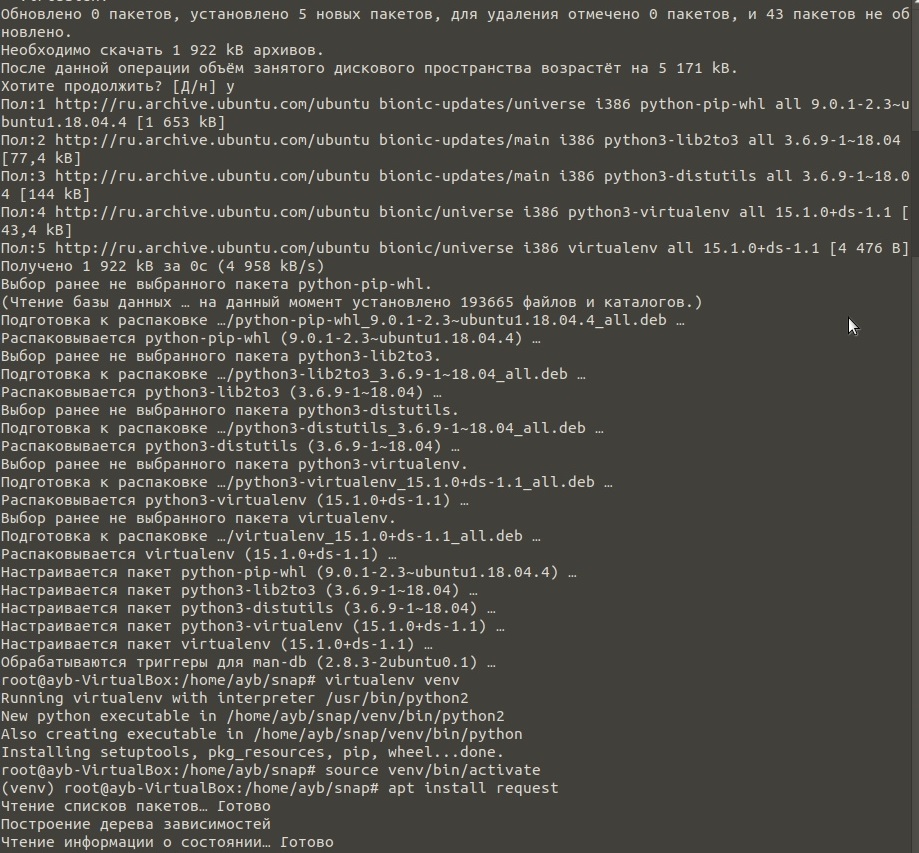 Обновлено 0 пакетов, установлено 5 новых пакетов, для удаления отмечено 0 пакетов, и 43 пакетов не об
новлено.
Необходимо скачать 1 922 kB архивов.
После данной операции объём занятого дискового пространства возрастёт на 5 171 kB.
Хотите продолжить? [Д/н] y
Пол:1 http://ru.archive.ubuntu.com/ubuntu bionic-updates/universe i386 python-pip-whl all 9.0.1-2.3~u
buntu1.18.04.4 [1 653 kB]
Пол:2 http://ru.archive.ubuntu.com/ubuntu bionic-updates/main i386 python3-lib2to3 all 3.6.9-1~18.04
[77,4 kB]
Пол:3 http://ru.archive.ubuntu.com/ubuntu bionic-updates/main i386 python3-distutils all 3.6.9-1~18.0
4 [144 kB]
Пол:4 http://ru.archive.ubuntu.com/ubuntu bionic/universe i386 python3-virtualenv all 15.1.0+ds-1.1 [
43,4 kB]
Пол:5 http://ru.archive.ubuntu.com/ubuntu bionic/universe i386 virtualenv all 15.1.0+ds-1.1 [4 476 B]
Получено 1 922 kB за 0с (4 958 kB/s)
Выбор ранее не выбранного пакета python-pip-whl.
(Чтение базы данных … на данный момент установлено 193665 файлов и каталогов.)
Подготовка к распаковке …/python-pip-whl_9.0.1-2.3~ubuntu1.18.04.4_all.deb …
Распаковывается python-pip-whl (9.0.1-2.3~ubuntu1.18.04.4) …
Выбор ранее не выбранного пакета python3-lib2to3.
Подготовка к распаковке …/python3-lib2to3_3.6.9-1~18.04_all.deb …
Распаковывается python3-lib2to3 (3.6.9-1~18.04) …
Выбор ранее не выбранного пакета python3-distutils.
Подготовка к распаковке …/python3-distutils_3.6.9-1~18.04_all.deb …
Распаковывается python3-distutils (3.6.9-1~18.04) …
Выбор ранее не выбранного пакета python3-virtualenv.
Подготовка к распаковке …/python3-virtualenv_15.1.0+ds-1.1_all.deb …
Распаковывается python3-virtualenv (15.1.0+ds-1.1) …
Выбор ранее не выбранного пакета virtualenv.
Подготовка к распаковке …/virtualenv_15.1.0+ds-1.1_all.deb …
Распаковывается virtualenv (15.1.0+ds-1.1) …
Настраивается пакет python-pip-whl (9.0.1-2.3~ubuntu1.18.04.4) …
Настраивается пакет python3-lib2to3 (3.6.9-1~18.04) …
Настраивается пакет python3-distutils (3.6.9-1~18.04) …
Настраивается пакет python3-virtualenv (15.1.0+ds-1.1) …
Настраивается пакет virtualenv (15.1.0+ds-1.1) …
Обрабатываются триггеры для man-db (2.8.3-2ubuntu0.1) …
root@ayb-VirtualBox:/home/ayb/snap# virtualenv venv
Running virtualenv with interpreter /usr/bin/python2
New python executable in /home/ayb/snap/venv/bin/python2
Also creating executable in /home/ayb/snap/venv/bin/python
Installing setuptools, pkg_resources, pip, wheel...done.
root@ayb-VirtualBox:/home/ayb/snap# source venv/bin/activate
(venv) root@ayb-VirtualBox:/home/ayb/snap# apt install request
Чтение списков пакетов… Готово
Построение дерева зависимостей
Чтение информации о состоянии… Готово